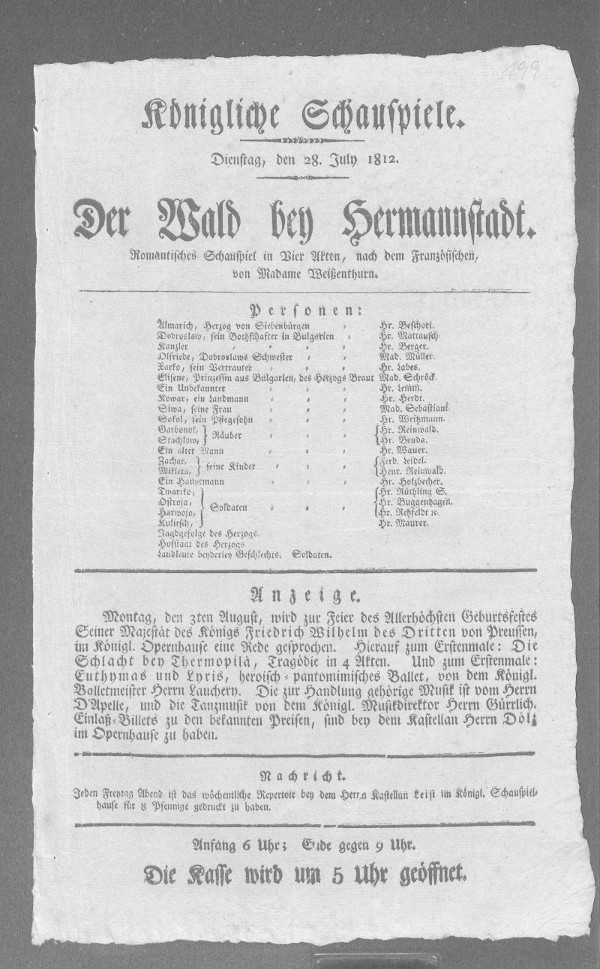 199
Königliche Schauspiele.
Dienstag, den 28. July 1812.
Der Wald bey Hermannstadt.
Romantisches Schauspiel in Vier Akten, nach dem Französischen,
von Madame Weißenthurn.
Personen:
Almarich, Herzog von Siebenbürgen " Hr. Beschort.
Dobroslaw, sein Bothschafter in Bulgarien " Hr. Mattausch.
Kanzler " " " " Hr. Berger.
Olfriede, Dobroslaws Schwester " " Mad. Müller.
Zarko, sein Vertrauter " " " Hr. Labes.
Elisene, Prinzessin aus Bulgarien, des Herzogs Braut Mad. Schröck.
Ein Unbekannter " " " Hr. Lemm.
Kowar, ein Landmann " " " Hr. Herdt.
Siwa, seine Frau " " " Mad. Sebastiani.
Sokol, sein Pflegesohn " " " Hr. Weitzmann.
Garbonof, } Räuber " " " { Hr. Reinwald.
Stachlow, } { Hr. Benda.
Ein alter Mann " " " Hr. Wauer.
Zachar, } seine Kinder " " " { Ferd. Leidel.
Mikleta, } { Henr. Reinwald.
Ein Hauptmann " " " Hr. Holzbecher.
Twarcko, } { Hr. Rüthling S.
Ostroja, } Soldaten " " " { Hr. Buggenhagen.
Harwozo, } { Hr. Rehfeldt ec.
Kulirsch, } Hr. Maurer.
Jagdgefolge des Herzogs.
Hofstaat des Herzogs
Landleute beyderley Geschlechts. Soldaten.
Anzeige.
Montag, den 3ten August, wird zur Feier des Allerhöchsten Geburtsfestes
Seiner Majestät des Königs Friedrich Wilhelm des Dritten von Preussen,
im Königl. Opernhause eine Rede gesprochen. Hierauf zum Erstenmale: Die
Schlacht bey Thermopilä, Tragödie in 4 Akten. Und zum Erstenmale:
Euthymas und Lyris, heroisch-pantomimisches Ballet, von dem Königl.
Balletmeister Herrn Lauchery. Die zur Handlung gehörige Musik ist vom Herrn
D'Apelle, und die Tanzmusik von dem Königl. Musikdirektor Herrn Gürrlich.
Einlaß-Billets zu den bekannten Preisen, sind bey dem Kastellan Herrn Dölz
im Opernhause zu haben.
Nachricht.
Jeden Freytag Abend ist das wöchentliche Repertoir bey dem Herrn Kastellan Leist im Königl. Schauspiel-
hause für 8 Pfennige gedruckt zu haben.
Anfang 6 Uhr; Ende gegen 9 Uhr.
Die Kasse wird um 5 Uhr geöffnet.